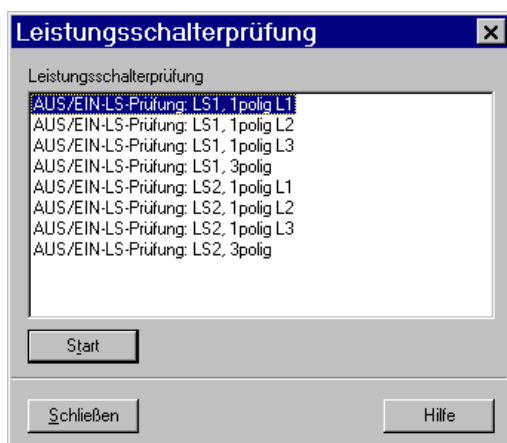 Leistungsschalterprüfung
Leistungsschalterprüfung
AUS/EIN-LS-Prüfung: LS1, 1polig L1
AUS/EIN-LS-Prüfung: LS1, 1polig L2
AUS/EIN-LS-Prüfung: LS1, 1polig L3
AUS/EIN-LS-Prüfung: LS1, 3polig
AUS/EIN-LS-Prüfung: LS2, 1polig L1
AUS/EIN-LS-Prüfung: LS2, 1polig L2
AUS/EIN-LS-Prüfung: LS2, 1polig L3
AUS/EIN-LS-Prüfung: LS2, 3polig
Start
Schließen
Hilfe